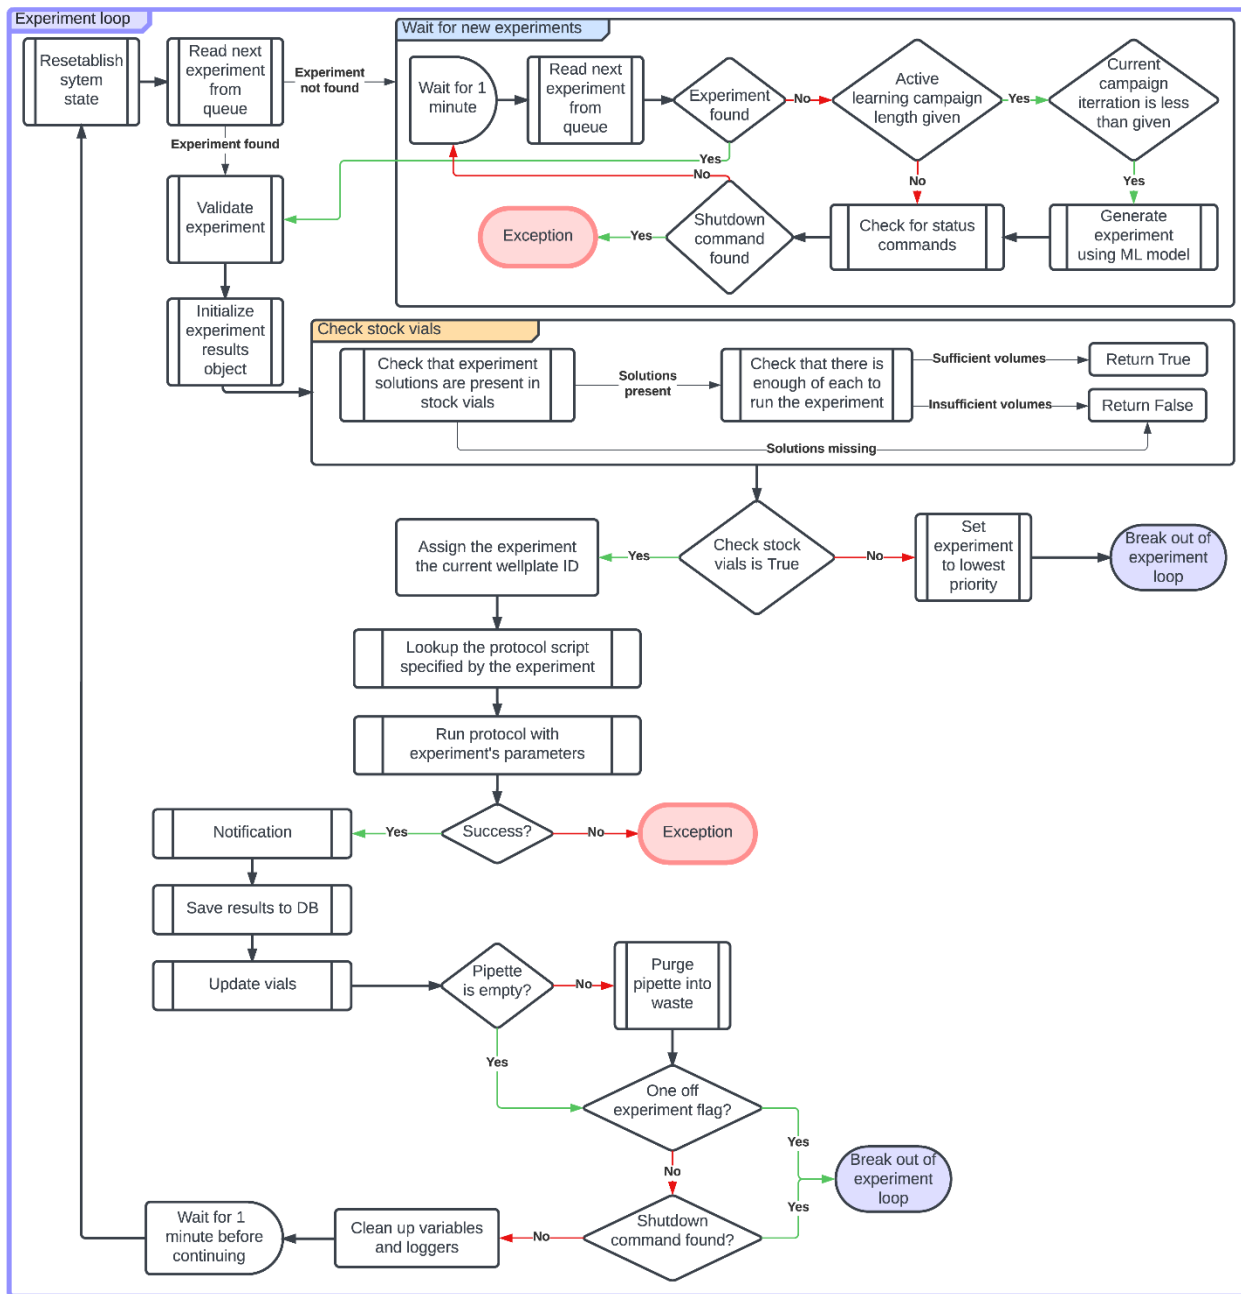 Experiment loop
Resetablish
sytem
state
Read next
experiment
from
queue
Experiment
not found
Experiment found
Wait for new experiments
Wait for 1
minute
Read next
experiment
from
queue
Experiment
found
No
Active
learning campaign
length given
Yes
Current
campaign
iterration is less
than given
Yes
No
No
Yes
Validate
experiment
Exception
Yes
Shutdown
command
found
Check for status
commands
Generate
experiment
using ML model
Initialize
experiment
results
object
Check stock vials
Check that experiment
solutions are present in
stock vials
Solutions
present
Check that there is
enough of each to
run the experiment
Sufficient volumes
Return True
Insufficient volumes
Return False
Solutions missing
Assign the experiment
the current wellplate ID
Yes
Check stock
vials is True
No
Set
experiment
to lowest
priority
Break out of
experiment
loop
Lookup the protocol script
specified by the experiment
Run protocol with
experiment's parameters
Notification
Yes
Success?
No
Exception
Save results to DB
Update vials
Pipette
is empty?
No
Purge
pipette into
waste
Yes
One off
experiment flag?
Yes
No
Break out of
experiment
loop
Yes
Wait for 1
minute before
continuing
Clean up variables
and loggers
No
Shutdown
command found?